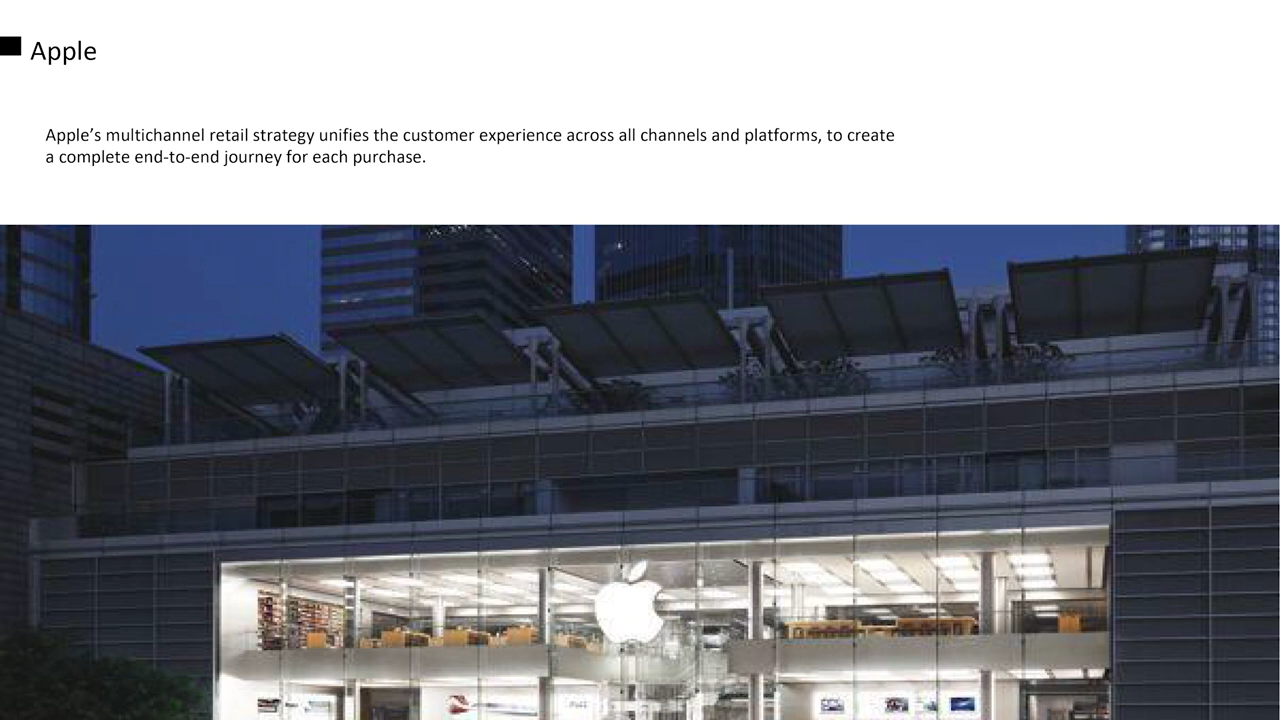 Apple
Apple’s multichannel retail strategy unifies the customer experience across all channels and platforms, to create
a complete end-to-end journey for each purchase.